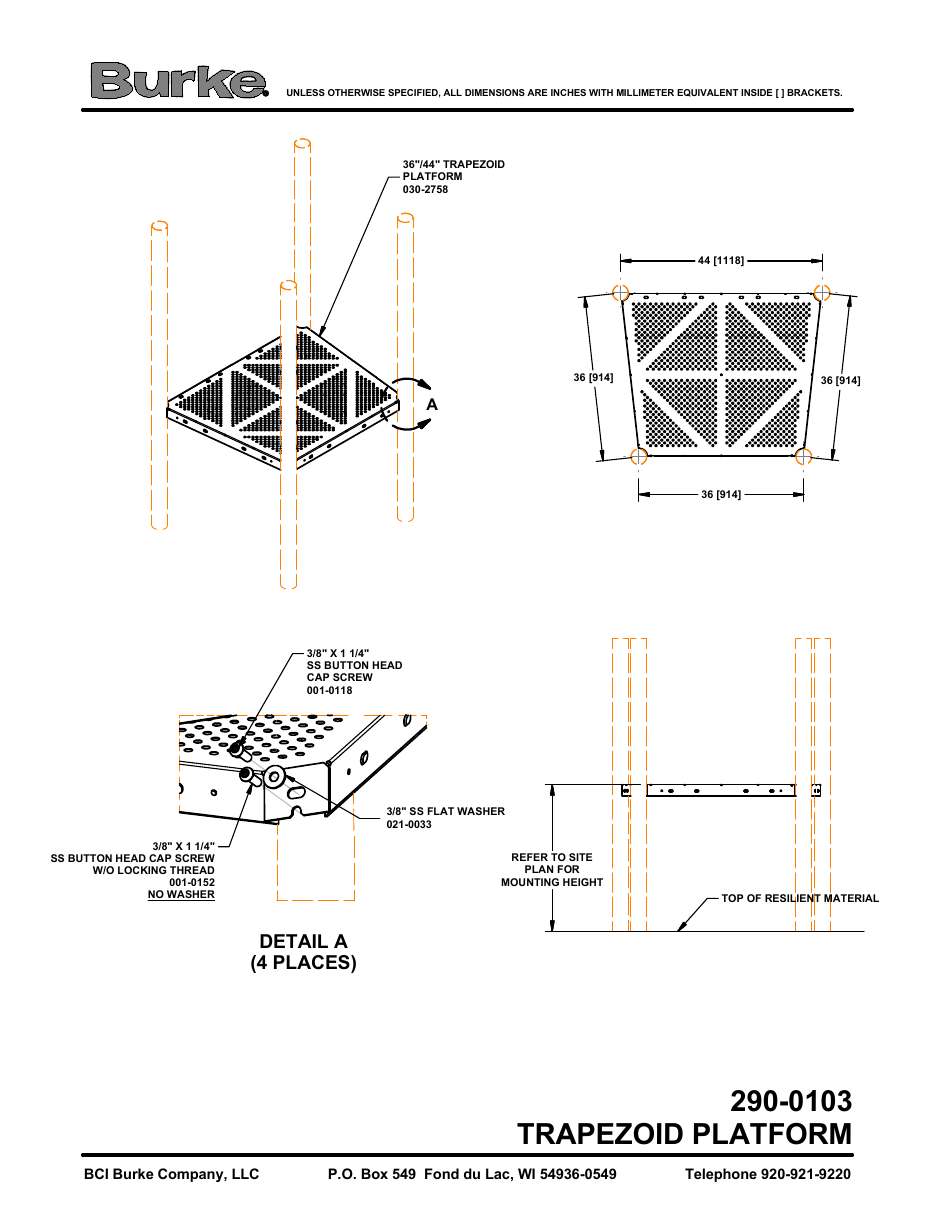 Burke
UNLESS OTHERWISE SPECIFIED, ALL DIMENSIONS ARE INCHES WITH MILLIMETER EQUIVALENT INSIDE [ ] BRACKETS.
36"/44" TRAPEZOID
PLATFORM
030-2758
A
44 [1118]
36 [914]
36 [914]
36 [914]
3/8" X 1 1/4"
SS BUTTON HEAD
CAP SCREW
001-0118
3/8" SS FLAT WASHER
021-0033
3/8" X 1 1/4"
SS BUTTON HEAD CAP SCREW
W/O LOCKING THREAD
001-0152
NO WASHER
DETAIL A
(4 PLACES)
REFER TO SITE
PLAN FOR
MOUNTING HEIGHT
TOP OF RESILIENT MATERIAL
290-0103
TRAPEZOID PLATFORM
BCI Burke Company, LLC
P.O. Box 549 Fond du Lac, WI 54936-0549
Telephone 920-921-9220